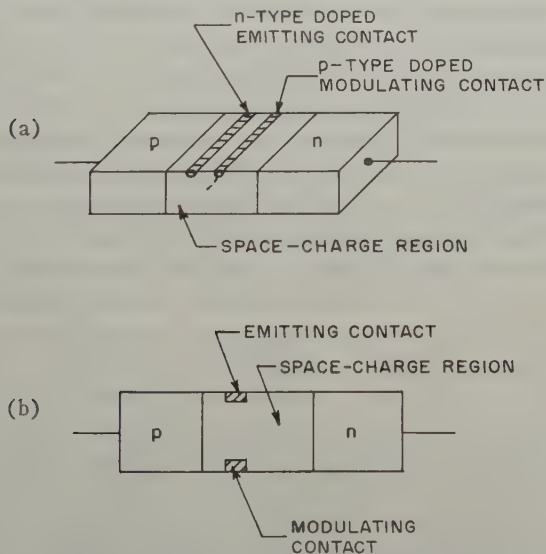 n-TYPE DOPED
EMITTING CONTACT
p-TYPE DOPED
MODULATING CONTACT
(a)
p
n
SPACE-CHARGE REGION
EMITTING CONTACT
SPACE-CHARGE REGION
(b)
p
n
MODULATING
CONTACT